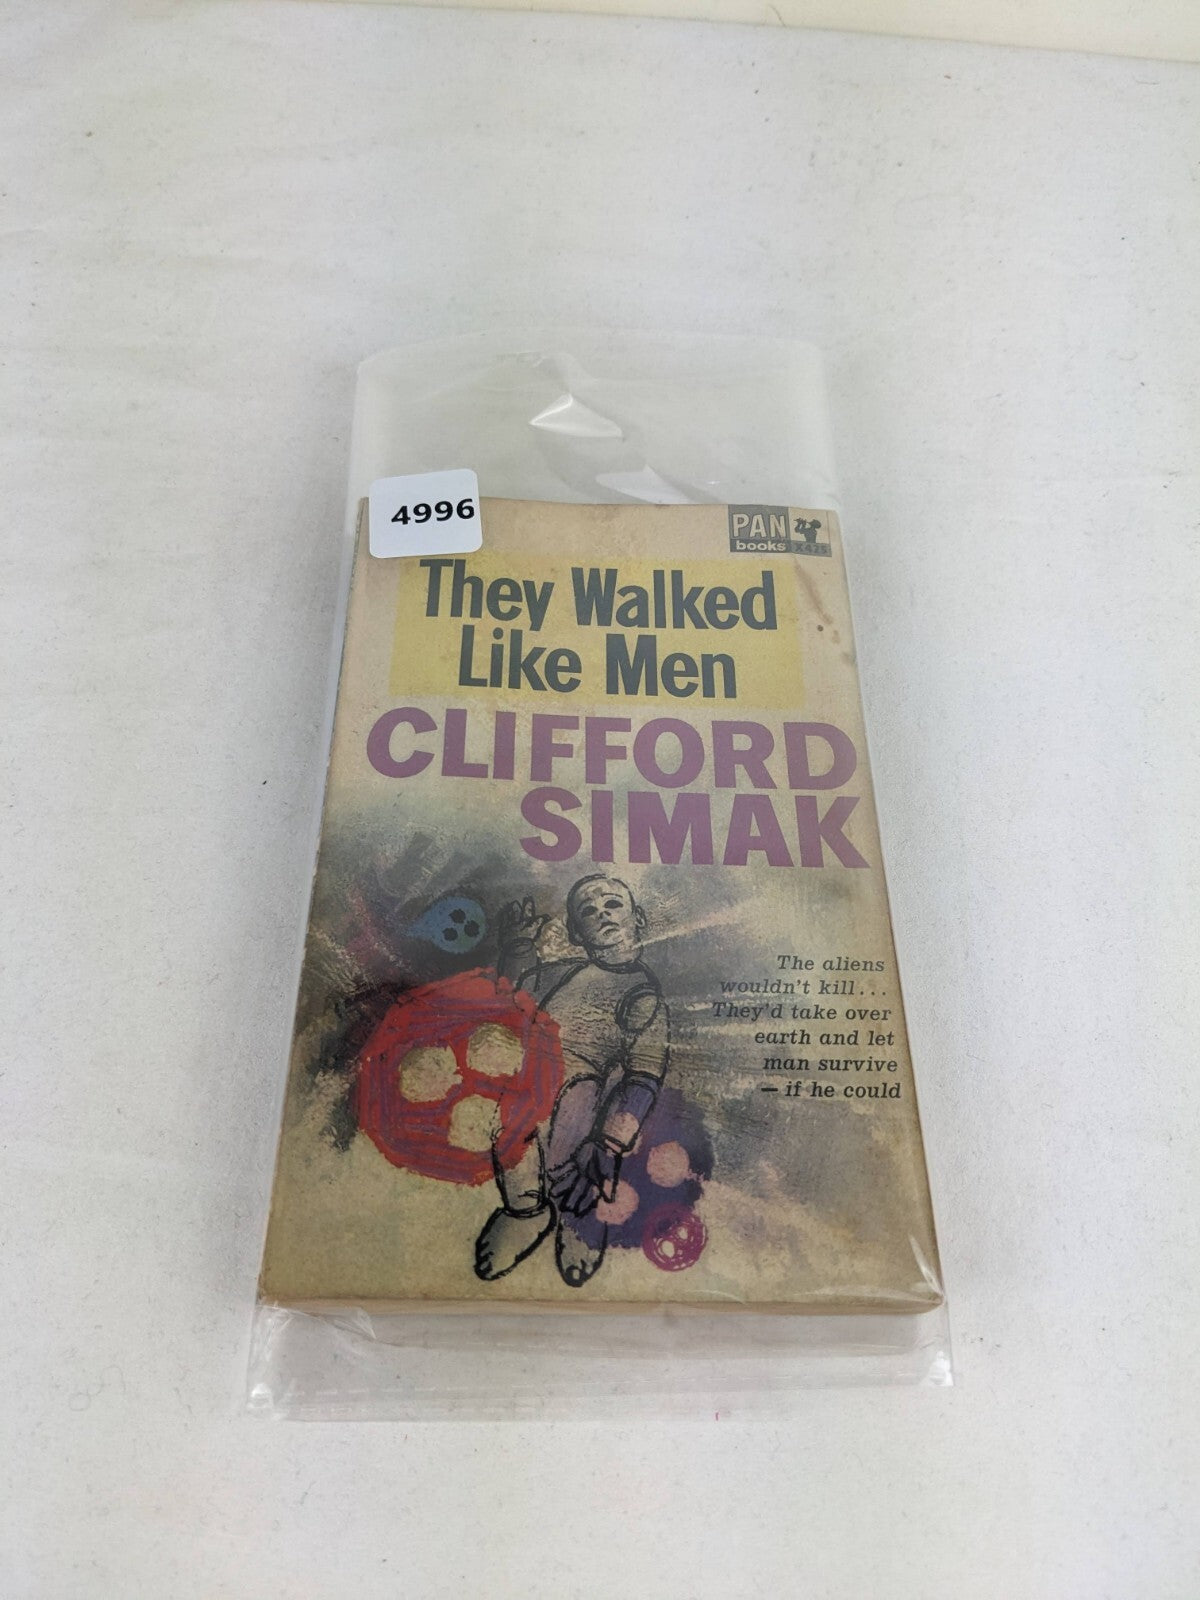 4996
PAN
books X425
They Walked
Like Men
CLIFFORD
SIMAK
The aliens
wouldn't kill...
They'd take over
earth and let
man survive
— if he could